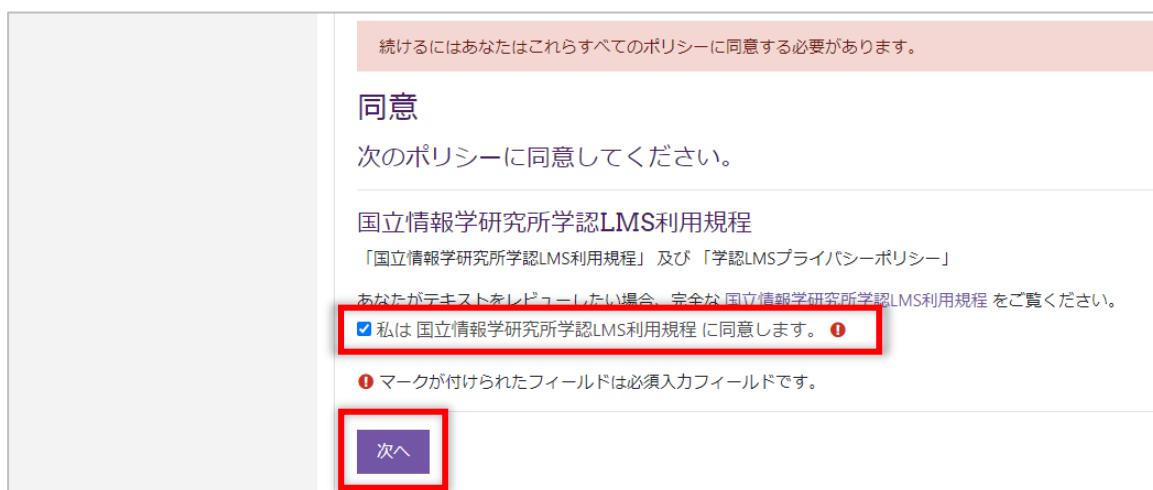 続けるにはあなたはこれらすべてのポリシーに同意する必要があります。
同意
次のポリシーに同意してください。
国立情報学研究所学認LMS利用規程
「国立情報学研究所学認LMS利用規程」 及び 「学認LMSプライバシーポリシー」
あなたがテキストをレビューしたい場合、完全な 国立情報学研究所学認LMS利用規程 をご覧ください。
私は 国立情報学研究所学認LMS利用規程 に同意します。
マークが付けられたフィールドは必須入力フィールドです。
次へ